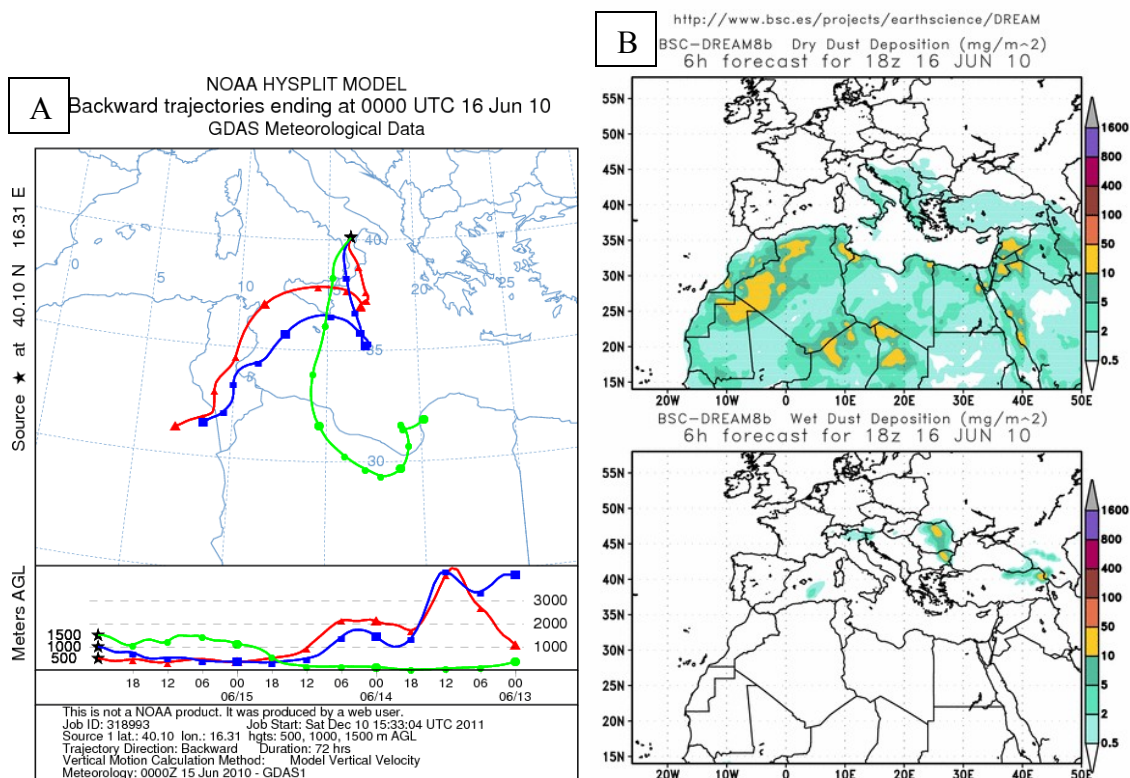 A
NOAA HYSPLIT MODEL
Backward trajectories ending at 0000 UTC 16 Jun 10
GDAS Meteorological Data
Source ★ at 40.10 N 16.31 E
0
5
10
20
25
40
35
30
Meters AGL
1500
1000
500
3000
2000
1000
18 12 06 00 18 12 06 00 18 12 06 00
06/15 06/14 06/13
This is not a NOAA product. It was produced by a web user.
Job ID: 318993 Job Start: Sat Dec 10 15:33:04 UTC 2011
Source 1 lat.: 40.10 lon.: 16.31 hgts: 500, 1000, 1500 m AGL
Trajectory Direction: Backward Duration: 72 hrs
Vertical Motion Calculation Method: Model Vertical Velocity
Meteorology: 0000Z 15 Jun 2010 - GDAS1
B
http://www.bsc.es/projects/earthscience/DREAM
BSC-DREAM8b Dry Dust Deposition (mg/m^2)
6h forecast for 18z 16 JUN 10
55N
50N
45N
40N
35N
30N
25N
20N
15N
20W 10W 0 10E 20E 30E 40E 50E
1600
800
400
100
50
10
5
2
0.5
BSC-DREAM8b Wet Dust Deposition (mg/m^2)
6h forecast for 18z 16 JUN 10
55N
50N
45N
40N
35N
30N
25N
20N
15N
20W 10W 0 10E 20E 30E 40E 50E
1600
800
400
100
50
10
5
2
0.5